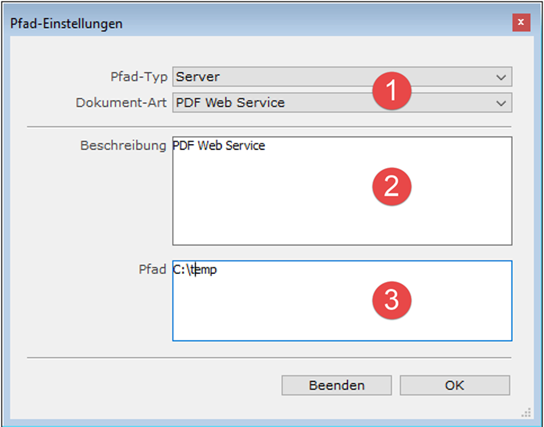 Pfad-Einstellungen
x
Pfad-Typ Server
1
Dokument-Art PDF Web Service
Beschreibung PDF Web Service
2
Pfad C:\temp
3
Beenden OK